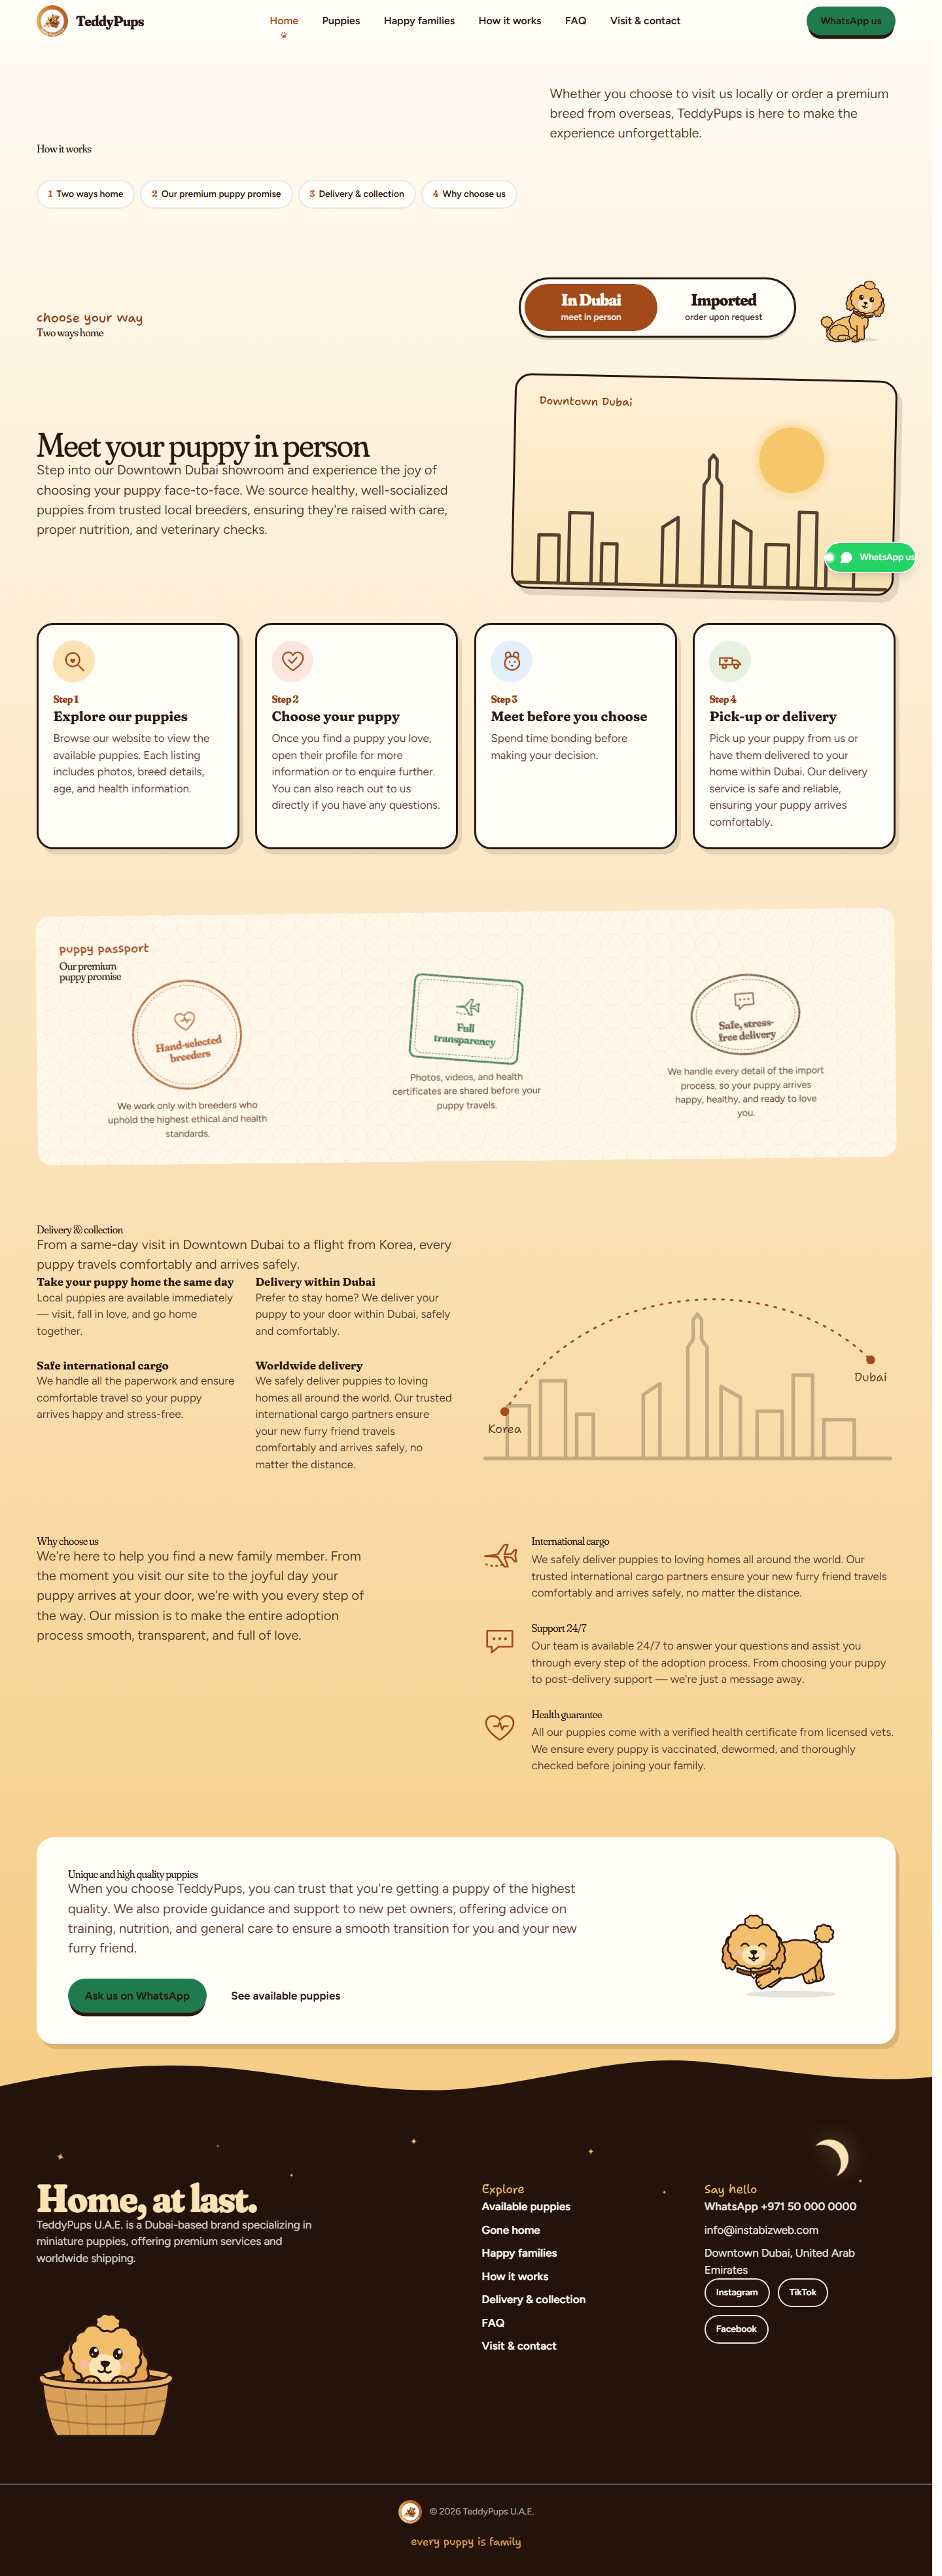 TeddyPups
Home
Puppies
Happy families
How it works
FAQ
Visit & contact
WhatsApp us
Whether you choose to visit us locally or order a premium
breed from overseas, TeddyPups is here to make the
experience unforgettable.
How it works
1 Two ways home
2 Our premium puppy promise
3 Delivery & collection
4 Why choose us
choose your way
Two ways home
In Dubai
meet in person
Imported
order upon request
Meet your puppy in person
Step into our Downtown Dubai showroom and experience the joy of
choosing your puppy face-to-face. We source healthy, well-socialized
puppies from trusted local breeders, ensuring they're raised with care,
proper nutrition, and veterinary checks.
Downtown Dubai
WhatsApp us
Step 1
Explore our puppies
Browse our website to view the
available puppies. Each listing
includes photos, breed details,
age, and health information.
Step 2
Choose your puppy
Once you find a puppy you love,
open their profile for more
information or to enquire further.
You can also reach out to us
directly if you have any questions.
Step 3
Meet before you choose
Spend time bonding before
making your decision.
Step 4
Pick-up or delivery
Pick up your puppy from us or
have them delivered to your
home within Dubai. Our delivery
service is safe and reliable,
ensuring your puppy arrives
comfortably.
puppy passport
Our premium
puppy promise
Hand-selected
breeders
We work only with breeders who
uphold the highest ethical and health
standards.
Full
transparency
Photos, videos, and health
certificates are shared before your
puppy travels.
Safe, stress-
free delivery
We handle every detail of the import
process, so your puppy arrives
happy, healthy, and ready to love
you.
Delivery & collection
From a same-day visit in Downtown Dubai to a flight from Korea, every
puppy travels comfortably and arrives safely.
Take your puppy home the same day
Local puppies are available immediately
— visit, fall in love, and go home
together.
Delivery within Dubai
Prefer to stay home? We deliver your
puppy to your door within Dubai, safely
and comfortably.
Safe international cargo
We handle all the paperwork and ensure
comfortable travel so your puppy
arrives happy and stress-free.
Worldwide delivery
We safely deliver puppies to loving
homes all around the world. Our trusted
international cargo partners ensure
your new furry friend travels
comfortably and arrives safely, no
matter the distance.
Korea
Dubai
Why choose us
We're here to help you find a new family member. From
the moment you visit our site to the joyful day your
puppy arrives at your door, we're with you every step of
the way. Our mission is to make the entire adoption
process smooth, transparent, and full of love.
International cargo
We safely deliver puppies to loving homes all around the world. Our
trusted international cargo partners ensure your new furry friend travels
comfortably and arrives safely, no matter the distance.
Support 24/7
Our team is available 24/7 to answer your questions and assist you
through every step of the adoption process. From choosing your puppy
to post-delivery support — we're just a message away.
Health guarantee
All our puppies come with a verified health certificate from licensed vets.
We ensure every puppy is vaccinated, dewormed, and thoroughly
checked before joining your family.
Unique and high quality puppies
When you choose TeddyPups, you can trust that you're getting a puppy of the highest
quality. We also provide guidance and support to new pet owners, offering advice on
training, nutrition, and general care to ensure a smooth transition for you and your new
furry friend.
Ask us on WhatsApp
See available puppies
Home, at last.
TeddyPups U.A.E. is a Dubai-based brand specializing in
miniature puppies, offering premium services and
worldwide shipping.
Explore
Available puppies
Gone home
Happy families
How it works
Delivery & collection
FAQ
Visit & contact
Say hello
WhatsApp +971 50 000 0000
info@instabizweb.com
Downtown Dubai, United Arab
Emirates
Instagram
TikTok
Facebook
© 2026 TeddyPups U.A.E.
every puppy is family